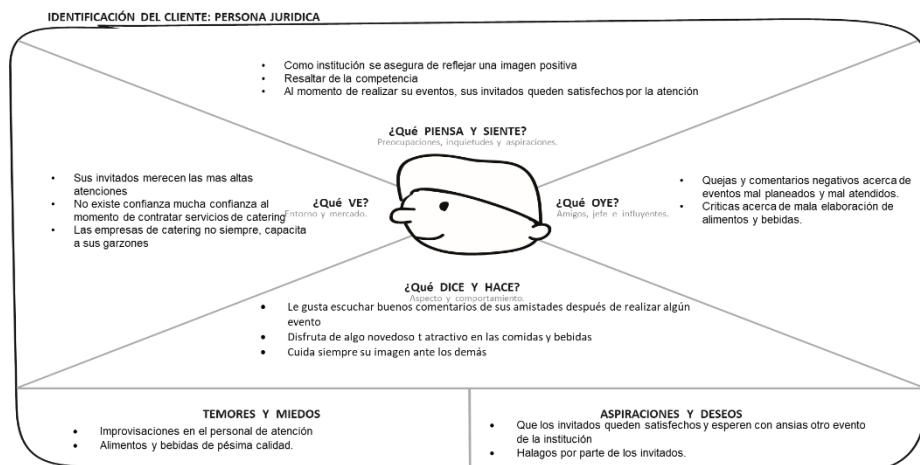 IDENTIFICACIÓN DEL CLIENTE: PERSONA JURIDICA
• Como institución se asegura de reflejar una imagen positiva
• Resaltar de la competencia
• Al momento de realizar su eventos, sus invitados queden satisfechos por la atención
¿Qué PIENSA Y SIENTE?
Preocupaciones, inquietudes y aspiraciones.
• Sus invitados merecen las mas altas
atenciones
• No existe confianza mucha confianza al
momento de contratar servicios de catering
• Las empresas de catering no siempre, capacita
a sus garzones
¿Qué VE?
Entorno y mercado.
¿Qué OYE?
Amigos, jefe e influyentes.
• Quejas y comentarios negativos acerca de
eventos mal planeados y mal atendidos.
• Criticas acerca de mala elaboración de
alimentos y bebidas.
¿Qué DICE Y HACE?
Aspecto y comportamiento.
• Le gusta escuchar buenos comentarios de sus amistades después de realizar algún
evento
• Disfruta de algo novedoso t atractivo en las comidas y bebidas
• Cuida siempre su imagen ante los demás
TEMORES Y MIEDOS
• Improvisaciones en el personal de atención
• Alimentos y bebidas de pésima calidad.
ASPIRACIONES Y DESEOS
• Que los invitados queden satisfechos y esperen con ansias otro evento
de la institución
• Halagos por parte de los invitados.